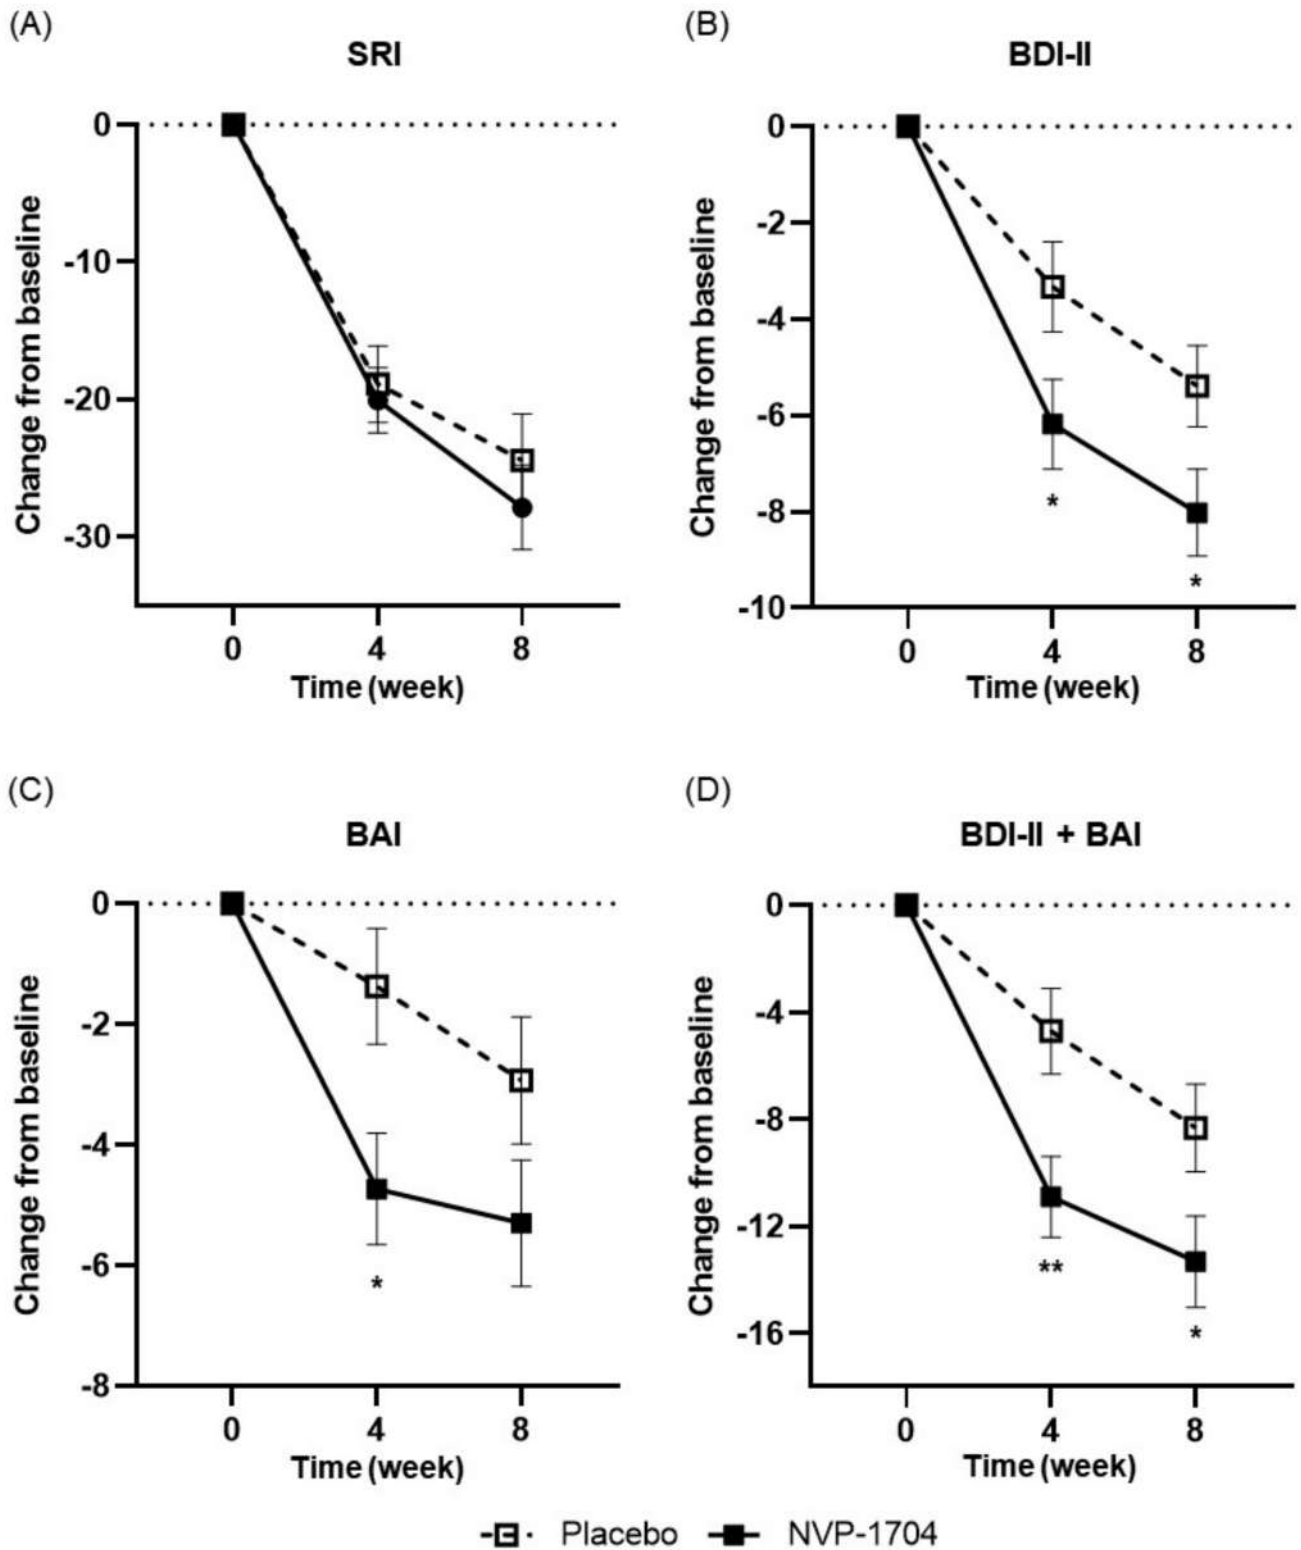 (A)
SRI
0
-10
-20
-30
Change from baseline
0 4 8
Time (week)
(B)
BDI-II
0
-2
-4
-6
-8
-10
Change from baseline
*
*
0 4 8
Time (week)
(C)
BAI
0
-2
-4
-6
-8
Change from baseline
*
0 4 8
Time (week)
(D)
BDI-II + BAI
0
-4
-8
-12
-16
Change from baseline
**
*
0 4 8
Time (week)
Placebo NVP-1704